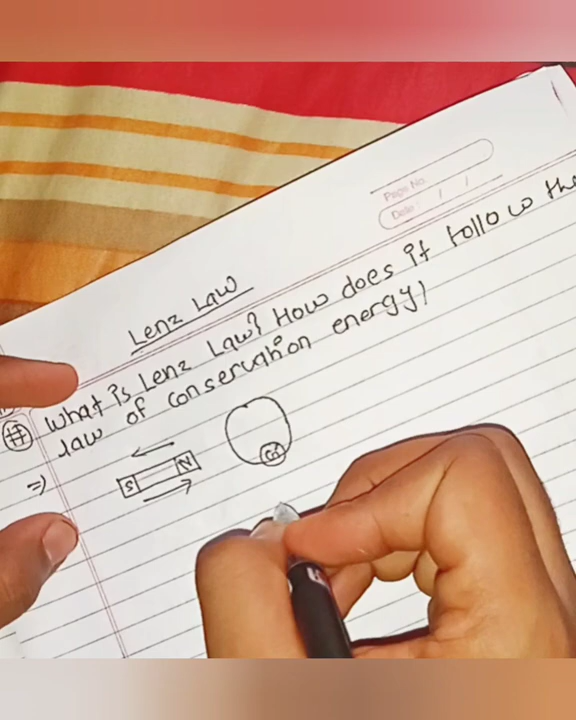 Page No.
Date / /
Lenz Law
# What is Lenz Law? How does it follow the
law of conservation energy)
=>
S N G